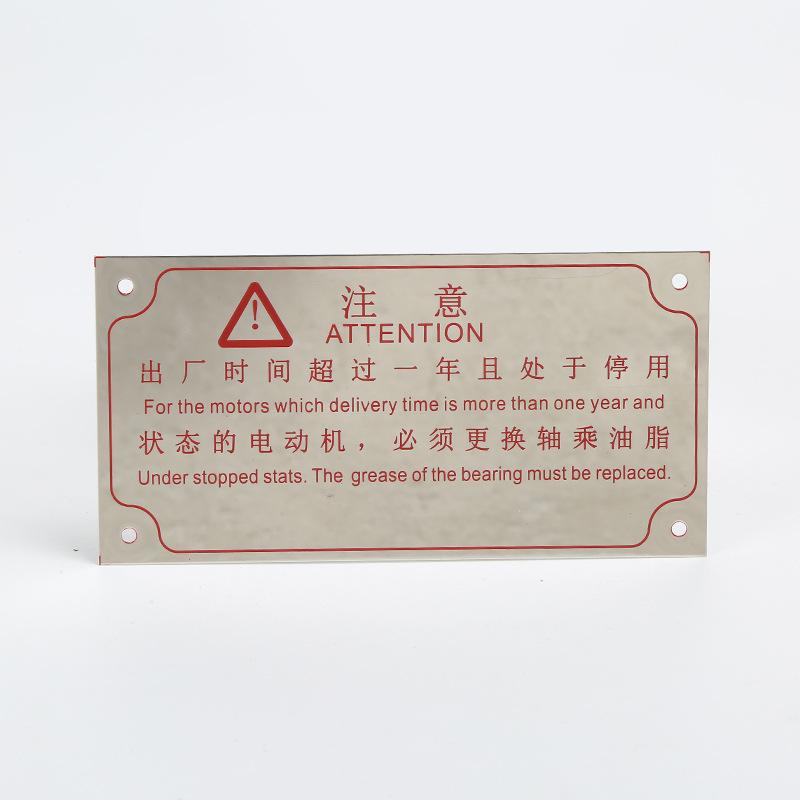 注意
ATTENTION
出厂时间超过一年且处于停用
For the motors which delivery time is more than one year and
状态的电动机，必须更换轴乘油脂
Under stopped stats. The grease of the bearing must be replaced.